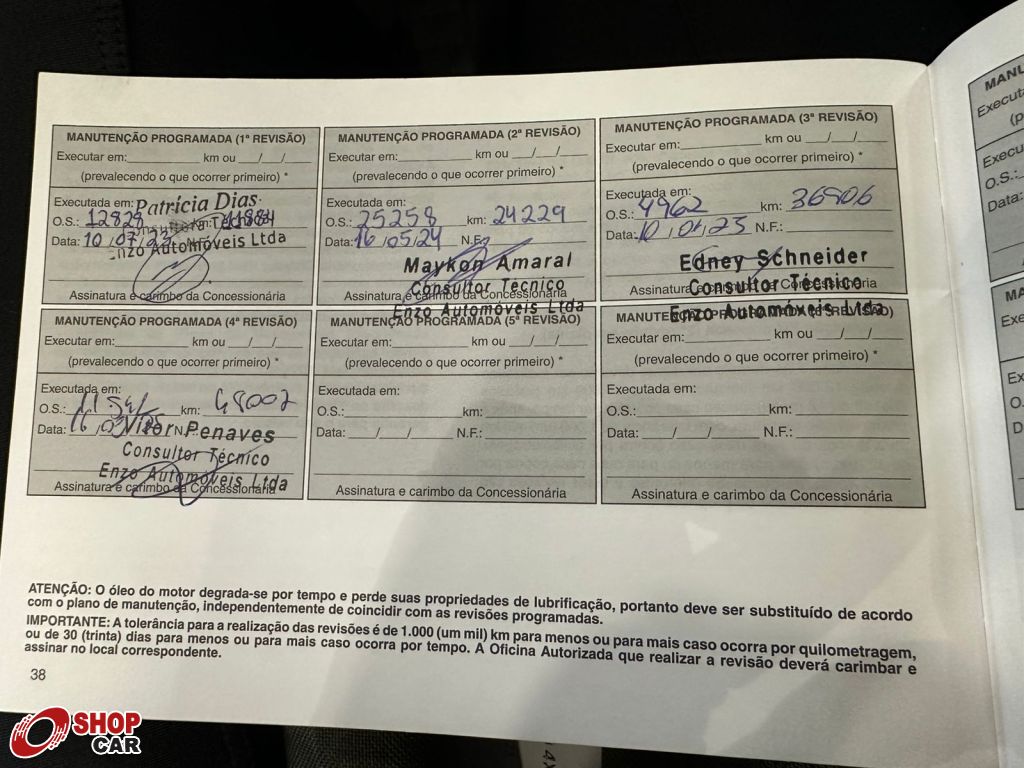 MANUTENÇÃO PROGRAMADA (1ª REVISÃO)
Executar em: km ou / /
(prevalecendo o que ocorrer primeiro) *
Executada em:
Patrícia Dias
O.S.: 12829
Data: 10/07/23
Enzo Automóveis Ltda
Assinatura e carimbo da Concessionária
MANUTENÇÃO PROGRAMADA (2ª REVISÃO)
Executar em: km ou / /
(prevalecendo o que ocorrer primeiro) *
Executada em:
O.S.: 25258 km: 24229
Data: 16/05/24 N.F.:
Maykon Amaral
Consultor Técnico
Assinatura e carimbo da Concessionária
Enzo Automóveis Ltda
MANUTENÇÃO PROGRAMADA (3ª REVISÃO)
Executar em: km ou / /
(prevalecendo o que ocorrer primeiro) *
Executada em:
O.S.: 4962 km: 36906
Data: N.F.:
Edney Schneider
Consultor Técnico
Assinatura e carimbo da Concessionária
Enzo Automóveis Ltda
MANUTENÇÃO PROGRAMADA (4ª REVISÃO)
Executar em: km ou / /
(prevalecendo o que ocorrer primeiro) *
Executada em:
O.S.: km: 48002
Data: N.F.:
Vitor Penaves
Consultor Técnico
Enzo Automóveis Ltda
Assinatura e carimbo da Concessionária
MANUTENÇÃO PROGRAMADA (5ª REVISÃO)
Executar em: km ou / /
(prevalecendo o que ocorrer primeiro) *
Executada em:
O.S.: km:
Data: / / N.F.:
Assinatura e carimbo da Concessionária
Executar em: km ou / /
(prevalecendo o que ocorrer primeiro) *
Executada em:
O.S.: km:
Data: / / N.F.:
Assinatura e carimbo da Concessionária
ATENÇÃO: O óleo do motor degrada-se por tempo e perde suas propriedades de lubrificação, portanto deve ser substituído de acordo
com o plano de manutenção, independentemente de coincidir com as revisões programadas.
IMPORTANTE: A tolerância para a realização das revisões é de 1.000 (um mil) km para menos ou para mais caso ocorra por quilometragem,
ou de 30 (trinta) dias para menos ou para mais caso ocorra por tempo. A Oficina Autorizada que realizar a revisão deverá carimbar e
assinar no local correspondente.
38
SHOP
CAR